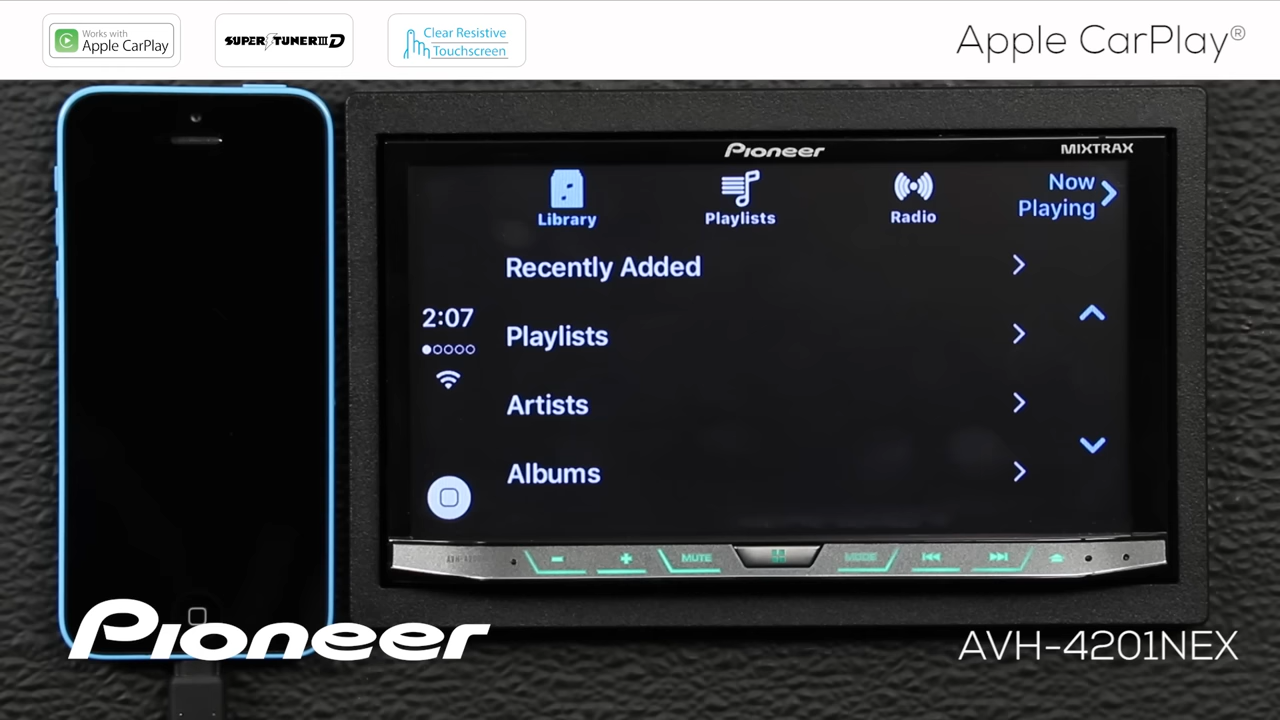 Works with
Apple CarPlay
SUPER TUNER III D
Clear Resistive
Touchscreen
Apple CarPlay®
Pioneer
MIXTRAX
Library
Playlists
Radio
Now
Playing
Recently Added
2:07
Playlists
Artists
Albums
MUTE
MODE
Pioneer
AVH-4201NEX